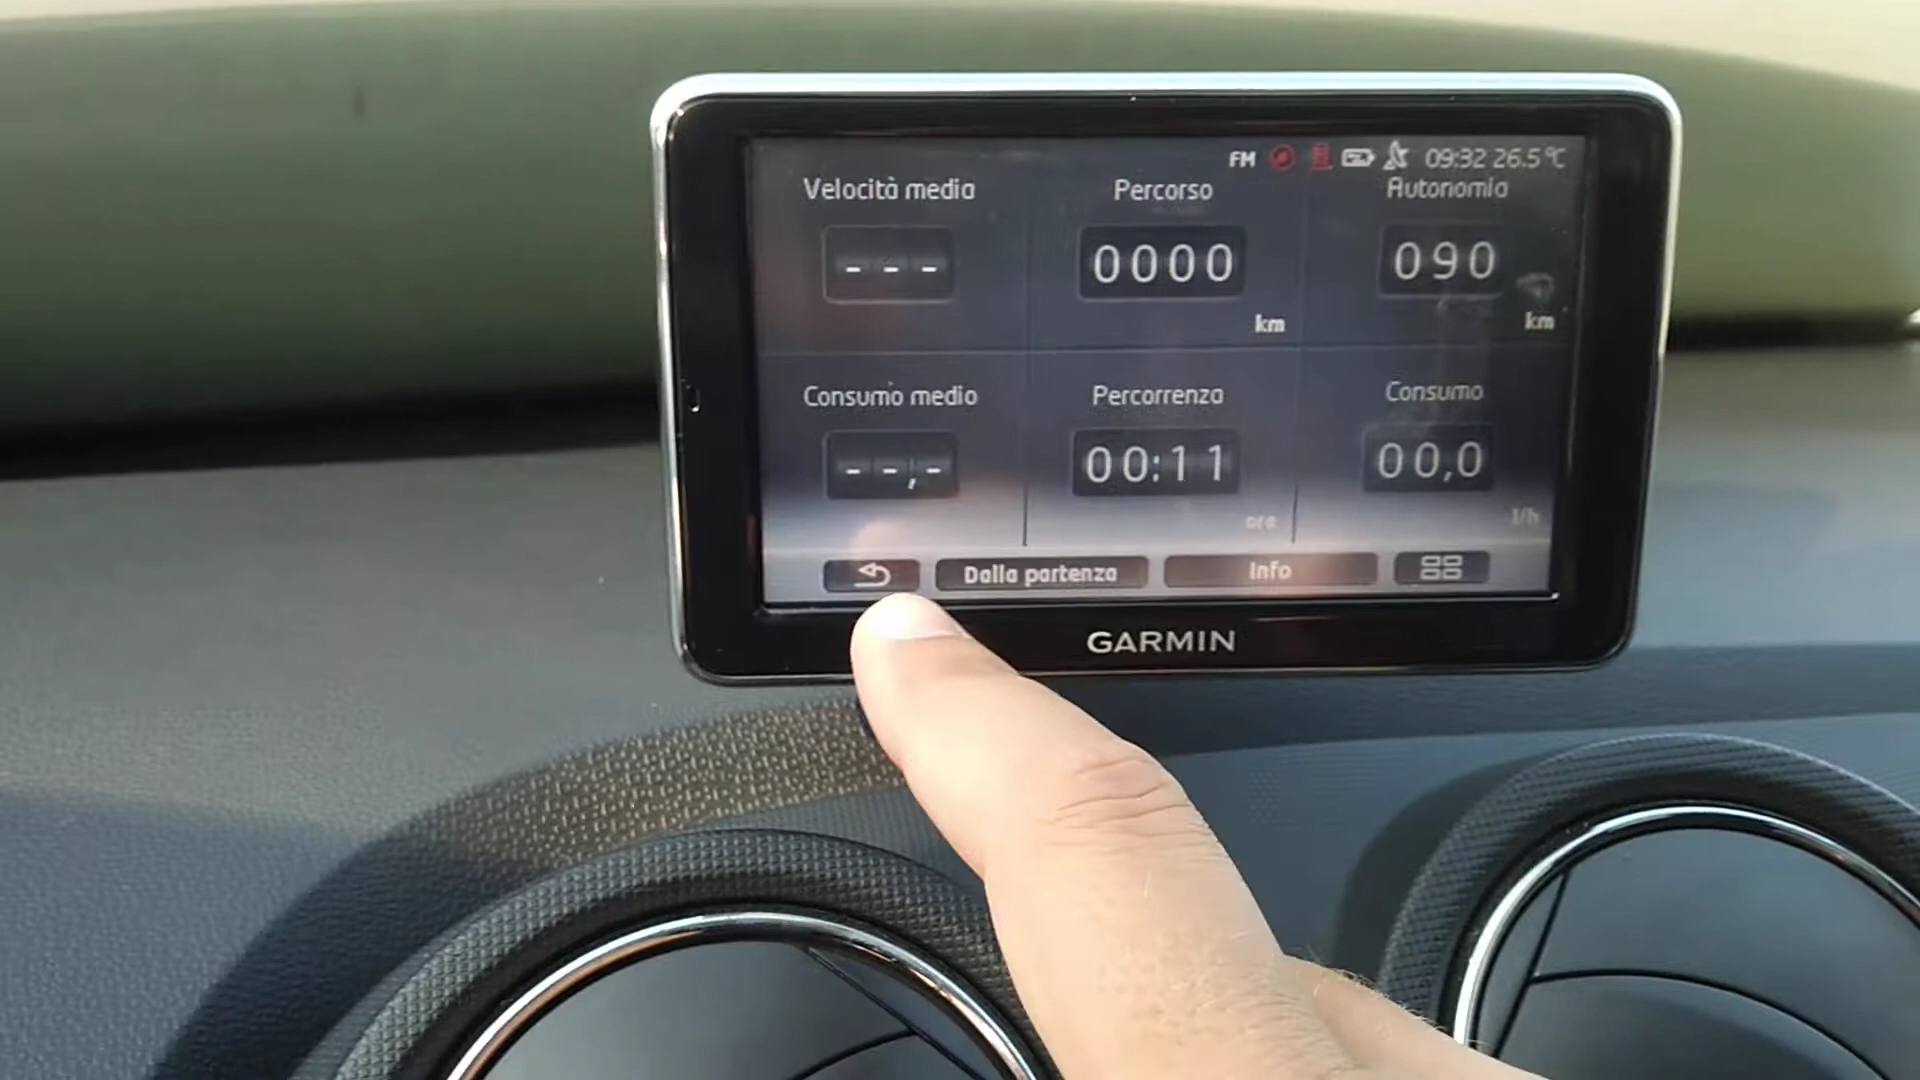 FM 09:32 26.5°C
Velocità media Percorso Autonomia
--- 0000 090
km km
Consumo medio Percorrenza Consumo
--,- 00:11 00,0
ore l/h
Dalla partenza Info
GARMIN